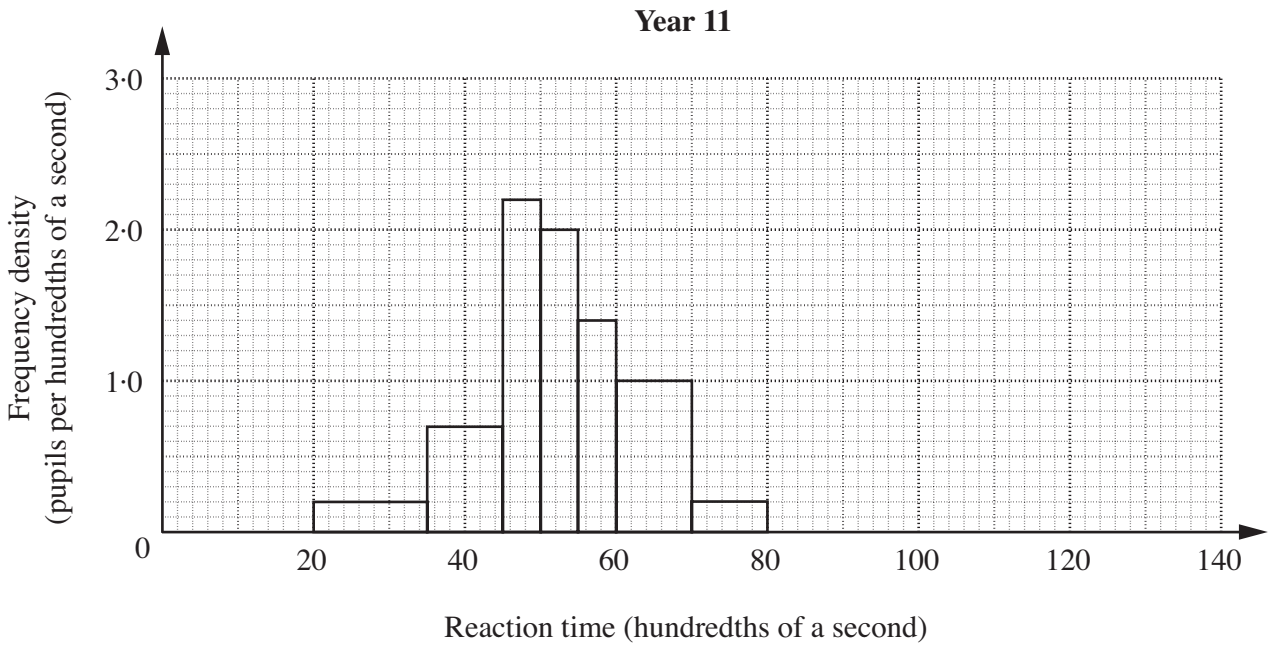 Year 11
Frequency density
(pupils per hundredths of a second)
3·0
2·0
1·0
0
20 40 60 80 100 120 140
Reaction time (hundredths of a second)